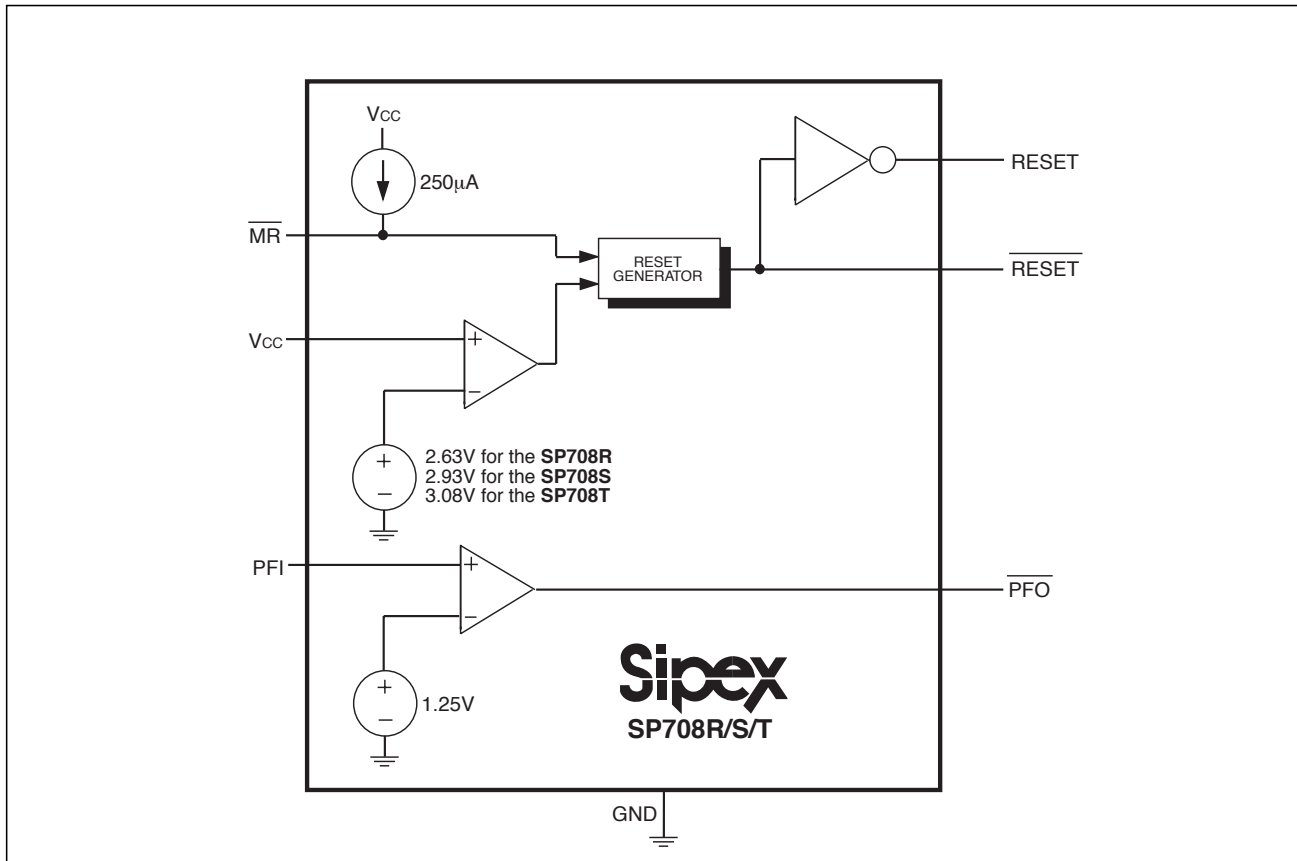 VCC
250µA
MR
RESET
GENERATOR
RESET
RESET
VCC
+
−
+
−
2.63V for the SP708R
2.93V for the SP708S
3.08V for the SP708T
PFI
+
−
PFO
+
−
1.25V
Sipex
SP708R/S/T
GND